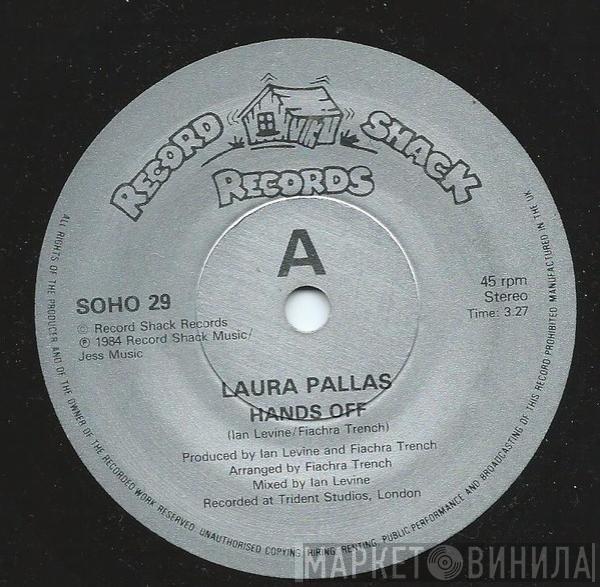 RECORD SHACK
RECORDS
A
SOHO 29
© Record Shack Records
℗ 1984 Record Shack Music/
Jess Music
45 rpm
Stereo
Time: 3:27
LAURA PALLAS
HANDS OFF
(Ian Levine/Fiachra Trench)
Produced by Ian Levine and Fiachra Trench
Arranged by Fiachra Trench
Mixed by Ian Levine
Recorded at Trident Studios, London
ALL RIGHTS OF THE PRODUCER AND OF THE OWNER OF THE RECORDED WORK RESERVED. UNAUTHORISED COPYING, HIRING, RENTING, PUBLIC PERFORMANCE AND BROADCASTING OF THIS RECORD PROHIBITED. MANUFACTURED IN THE UK.
МАРКЕТ ВИНИЛА